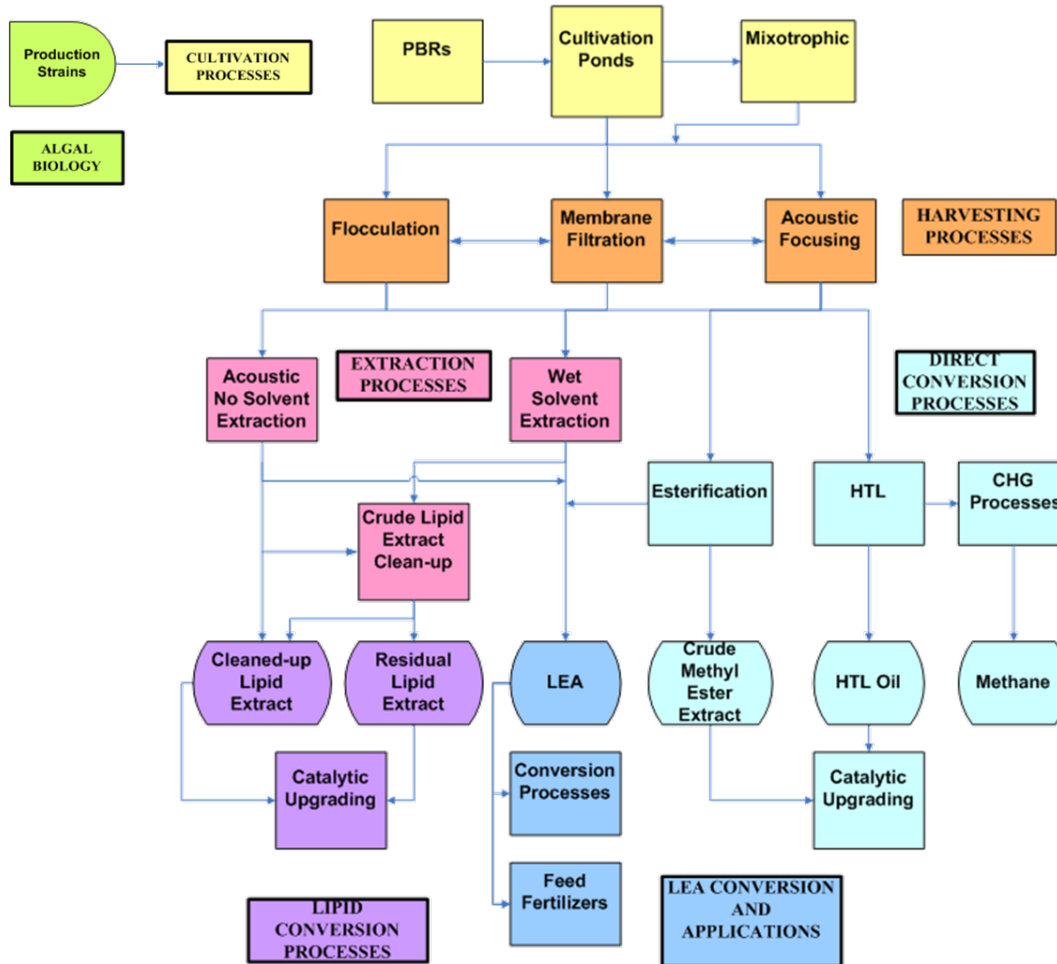 Production
Strains
CULTIVATION
PROCESSES
PBRs
Cultivation
Ponds
Mixotrophic
ALGAL
BIOLOGY
Flocculation
Membrane
Filtration
Acoustic
Focusing
HARVESTING
PROCESSES
Acoustic
No Solvent
Extraction
EXTRACTION
PROCESSES
Wet
Solvent
Extraction
DIRECT
CONVERSION
PROCESSES
Crude Lipid
Extract
Clean-up
Esterification
HTL
CHG
Processes
Cleaned-up
Lipid
Extract
Residual
Lipid
Extract
LEA
Crude
Methyl
Ester
Extract
HTL Oil
Methane
Catalytic
Upgrading
Conversion
Processes
Catalytic
Upgrading
Feed
Fertilizers
LIPID
CONVERSION
PROCESSES
LEA CONVERSION
AND
APPLICATIONS